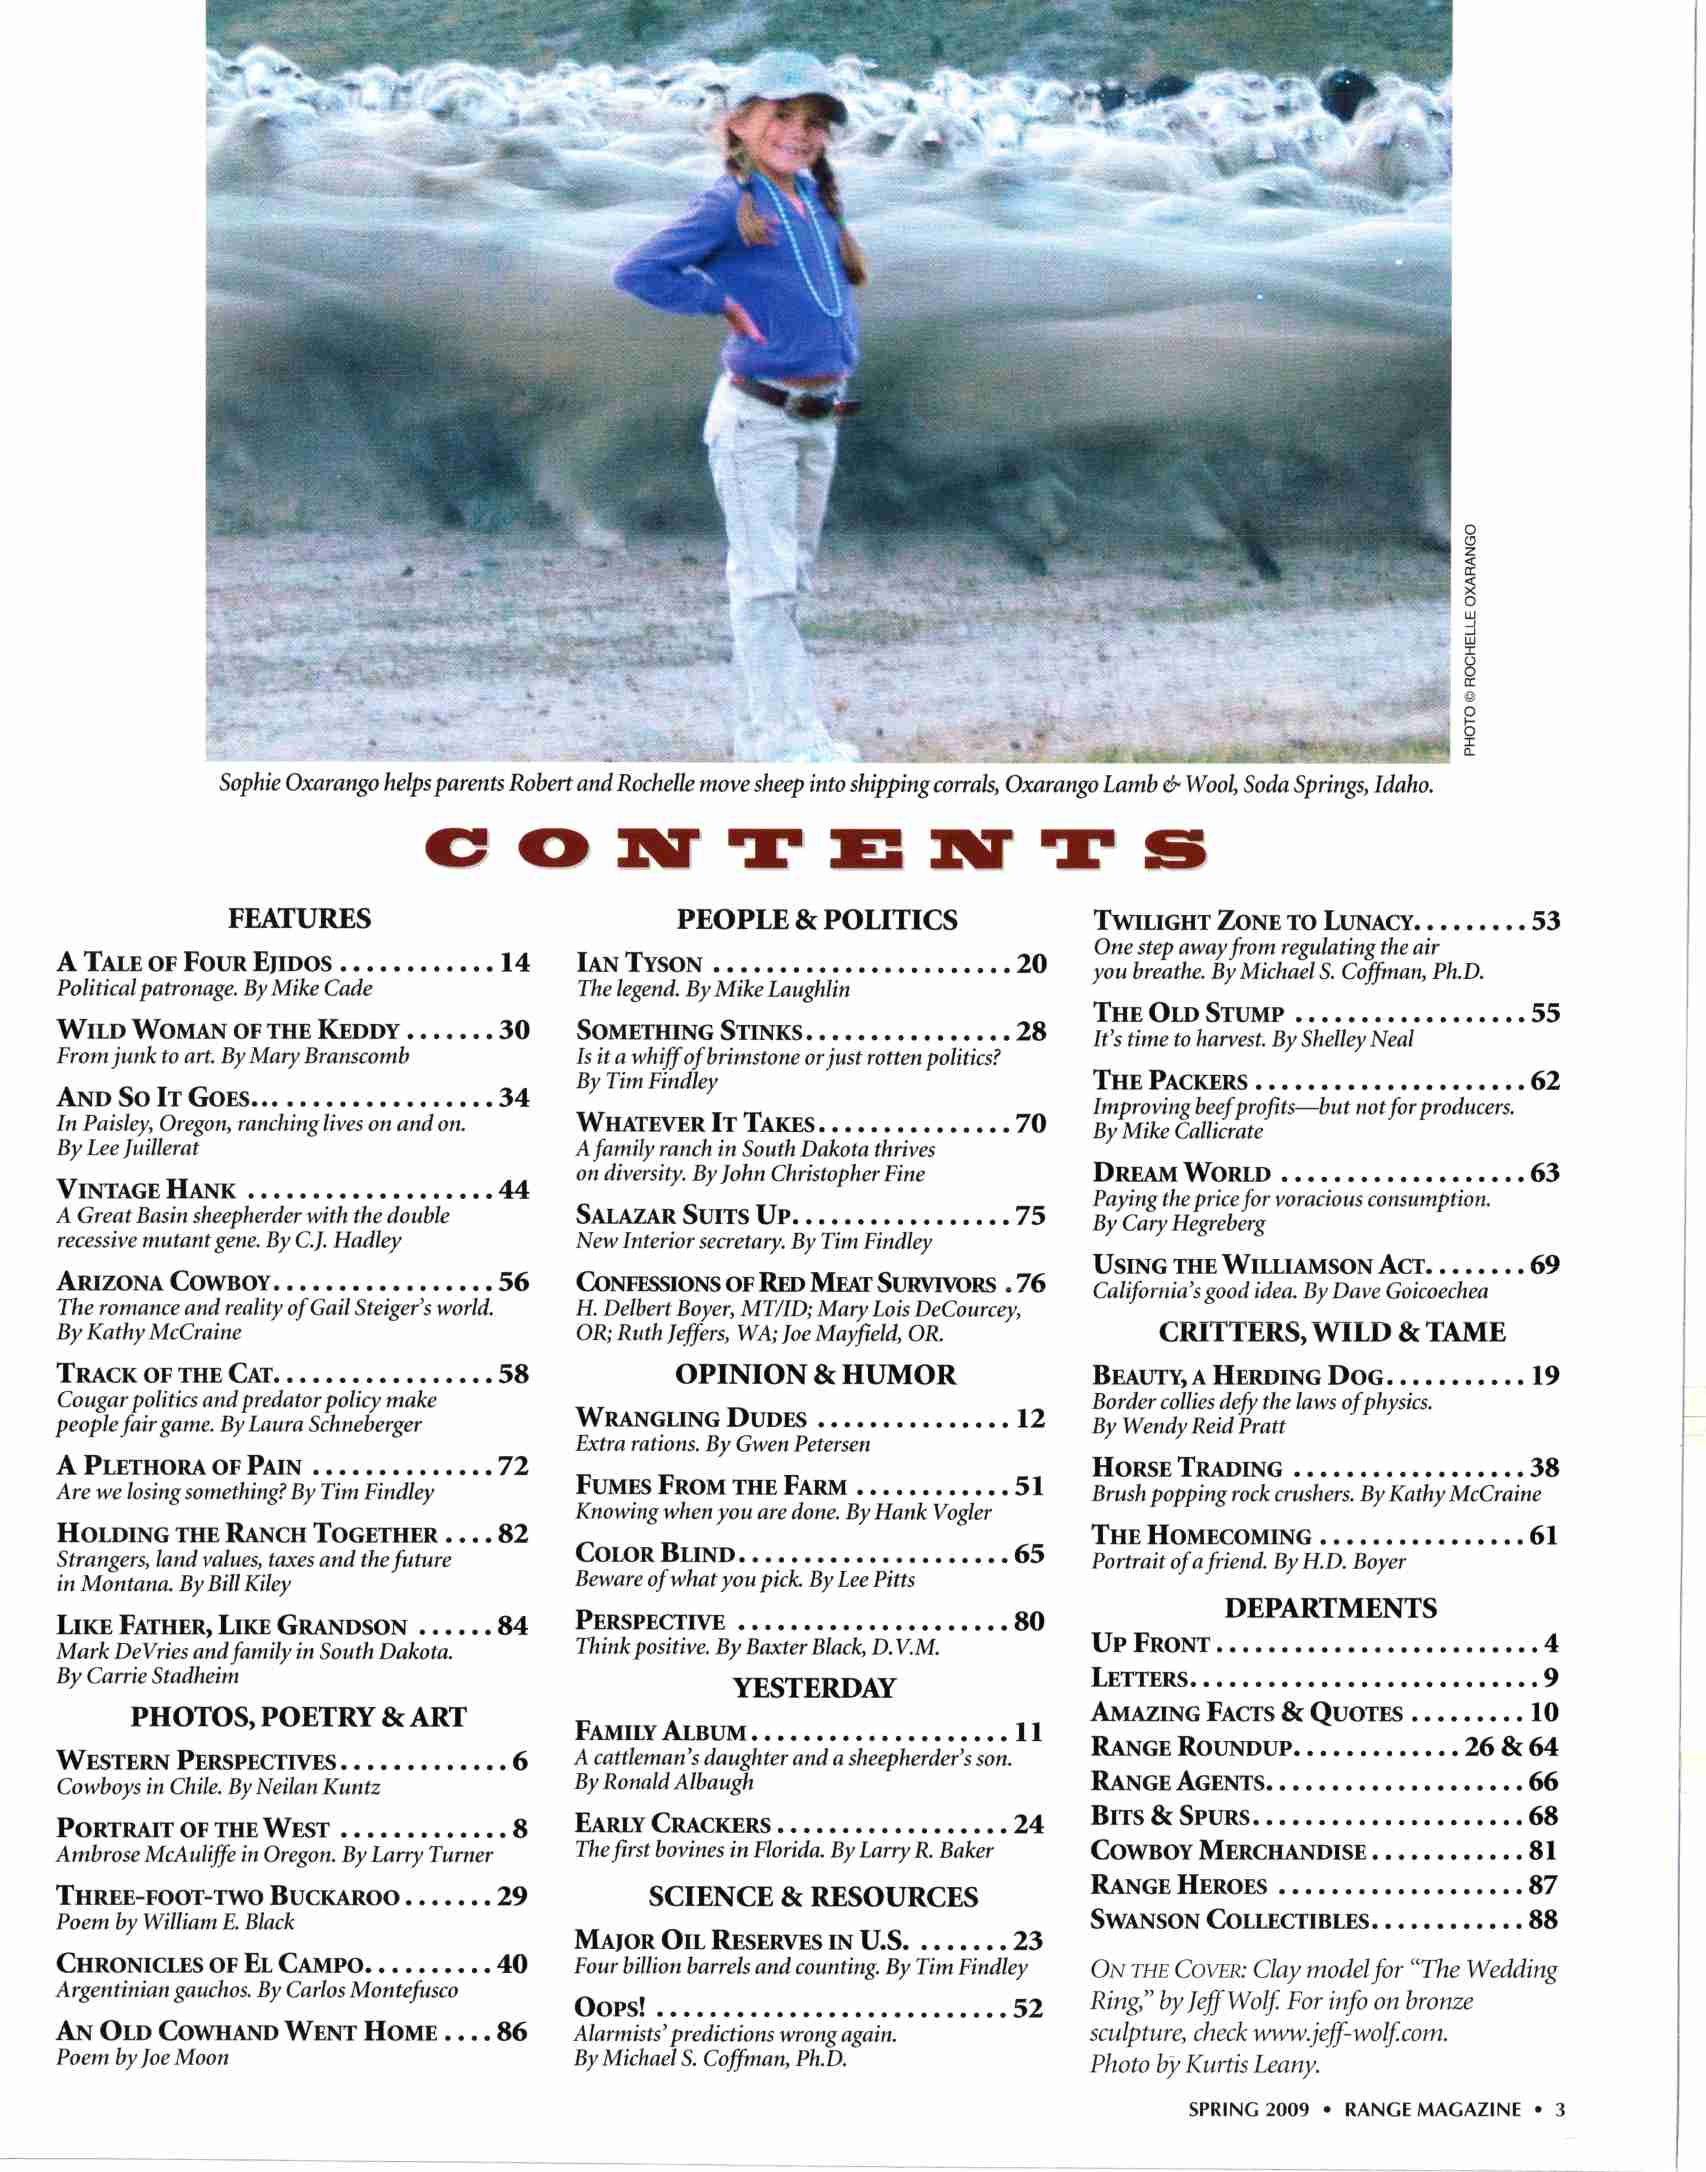 PHOTO © ROCHELLE OXARANGO
Sophie Oxarango helps parents Robert and Rochelle move sheep into shipping corrals, Oxarango Lamb & Wool, Soda Springs, Idaho.
CONTENTS
FEATURES
A TALE OF FOUR EJIDOS ............ 14
Political patronage. By Mike Cade
WILD WOMAN OF THE KEDDY ....... 30
From junk to art. By Mary Branscomb
AND SO IT GOES... ................ 34
In Paisley, Oregon, ranching lives on and on.
By Lee Juillerat
VINTAGE HANK ................... 44
A Great Basin sheepherder with the double
recessive mutant gene. By C.J. Hadley
ARIZONA COWBOY................. 56
The romance and reality of Gail Steiger's world.
By Kathy McCraine
TRACK OF THE CAT................. 58
Cougar politics and predator policy make
people fair game. By Laura Schneberger
A PLETHORA OF PAIN .............. 72
Are we losing something? By Tim Findley
HOLDING THE RANCH TOGETHER .... 82
Strangers, land values, taxes and the future
in Montana. By Bill Kiley
LIKE FATHER, LIKE GRANDSON ...... 84
Mark DeVries and family in South Dakota.
By Carrie Stadheim
PHOTOS, POETRY & ART
WESTERN PERSPECTIVES............. 6
Cowboys in Chile. By Neilan Kuntz
PORTRAIT OF THE WEST ............. 8
Ambrose McAuliffe in Oregon. By Larry Turner
THREE-FOOT-TWO BUCKAROO....... 29
Poem by William E. Black
CHRONICLES OF EL CAMPO.......... 40
Argentinian gauchos. By Carlos Montefusco
AN OLD COWHAND WENT HOME .... 86
Poem by Joe Moon
PEOPLE & POLITICS
IAN TYSON ....................... 20
The legend. By Mike Laughlin
SOMETHING STINKS................ 28
Is it a whiff of brimstone or just rotten politics?
By Tim Findley
WHATEVER IT TAKES............... 70
A family ranch in South Dakota thrives
on diversity. By John Christopher Fine
SALAZAR SUITS UP................. 75
New Interior secretary. By Tim Findley
CONFESSIONS OF RED MEAT SURVIVORS . 76
H. Delbert Boyer, MT/ID; Mary Lois DeCourcey,
OR; Ruth Jeffers, WA; Joe Mayfield, OR.
OPINION & HUMOR
WRANGLING DUDES ............... 12
Extra rations. By Gwen Petersen
FUMES FROM THE FARM ............ 51
Knowing when you are done. By Hank Vogler
COLOR BLIND..................... 65
Beware of what you pick. By Lee Pitts
PERSPECTIVE ..................... 80
Think positive. By Baxter Black, D.V.M.
YESTERDAY
FAMILY ALBUM.................... 11
A cattleman's daughter and a sheepherder's son.
By Ronald Albaugh
EARLY CRACKERS.................. 24
The first bovines in Florida. By Larry R. Baker
SCIENCE & RESOURCES
MAJOR OIL RESERVES IN U.S. ....... 23
Four billion barrels and counting. By Tim Findley
OOPS! ........................... 52
Alarmists' predictions wrong again.
By Michael S. Coffman, Ph.D.
TWILIGHT ZONE TO LUNACY......... 53
One step away from regulating the air
you breathe. By Michael S. Coffman, Ph.D.
THE OLD STUMP .................. 55
It's time to harvest. By Shelley Neal
THE PACKERS ..................... 62
Improving beef profits—but not for producers.
By Mike Callicrate
DREAM WORLD ................... 63
Paying the price for voracious consumption.
By Cary Hegreberg
USING THE WILLIAMSON ACT........ 69
California's good idea. By Dave Goicoechea
CRITTERS, WILD & TAME
BEAUTY, A HERDING DOG........... 19
Border collies defy the laws of physics.
By Wendy Reid Pratt
HORSE TRADING .................. 38
Brush popping rock crushers. By Kathy McCraine
THE HOMECOMING ................ 61
Portrait of a friend. By H.D. Boyer
DEPARTMENTS
UP FRONT......................... 4
LETTERS........................... 9
AMAZING FACTS & QUOTES ......... 10
RANGE ROUNDUP............. 26 & 64
RANGE AGENTS.................... 66
BITS & SPURS..................... 68
COWBOY MERCHANDISE............ 81
RANGE HEROES ................... 87
SWANSON COLLECTIBLES............ 88
ON THE COVER: Clay model for "The Wedding
Ring," by Jeff Wolf. For info on bronze
sculpture, check www.jeff-wolf.com.
Photo by Kurtis Leany.
SPRING 2009 • RANGE MAGAZINE • 3